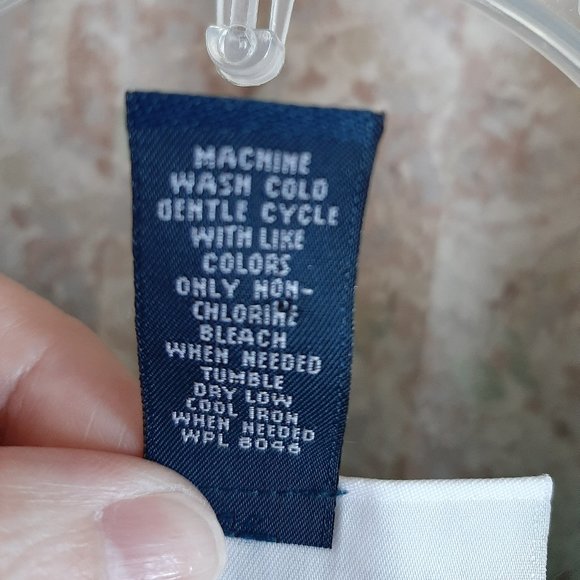 MACHINE
WASH COLD
GENTLE CYCLE
WITH LIKE
COLORS
ONLY NON-
CHLORINE
BLEACH
WHEN NEEDED
TUMBLE
DRY LOW
COOL IRON
WHEN NEEDED
WPL 8046